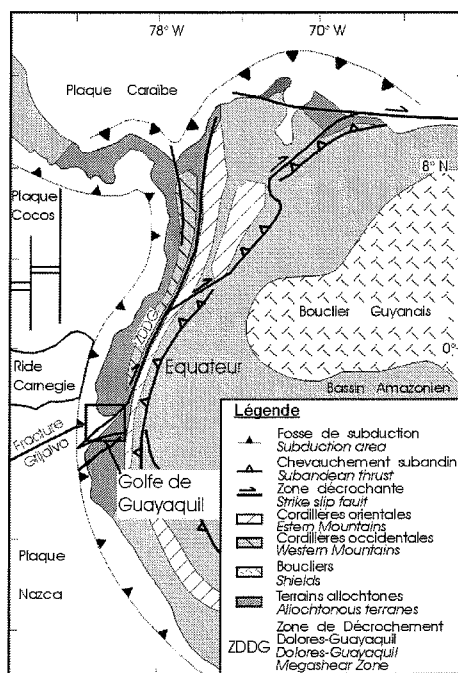 78° W
70° W
Plaque Caraïbe
8° N
Plaque
Cocos
Bouclier Guyanais
ZDDG
Equateur
0°
Ride
Carnegie
Bassin Amazonien
Fracture
Grijalva
Golfe de
Guayaquil
Plaque
Nazca
Légende
Fosse de subduction
Subduction area
Chevauchement subandin
Subandean thrust
Zone décrochante
Strike slip fault
Cordillères orientales
Estern Mountains
Cordillères occidentales
Western Mountains
Boucliers
Shields
Terrains allochtones
Allochtonous terranes
Zone de Décrochement
ZDDG Dolores-Guayaquil
Dolores-Guayaquil
Megashear Zone